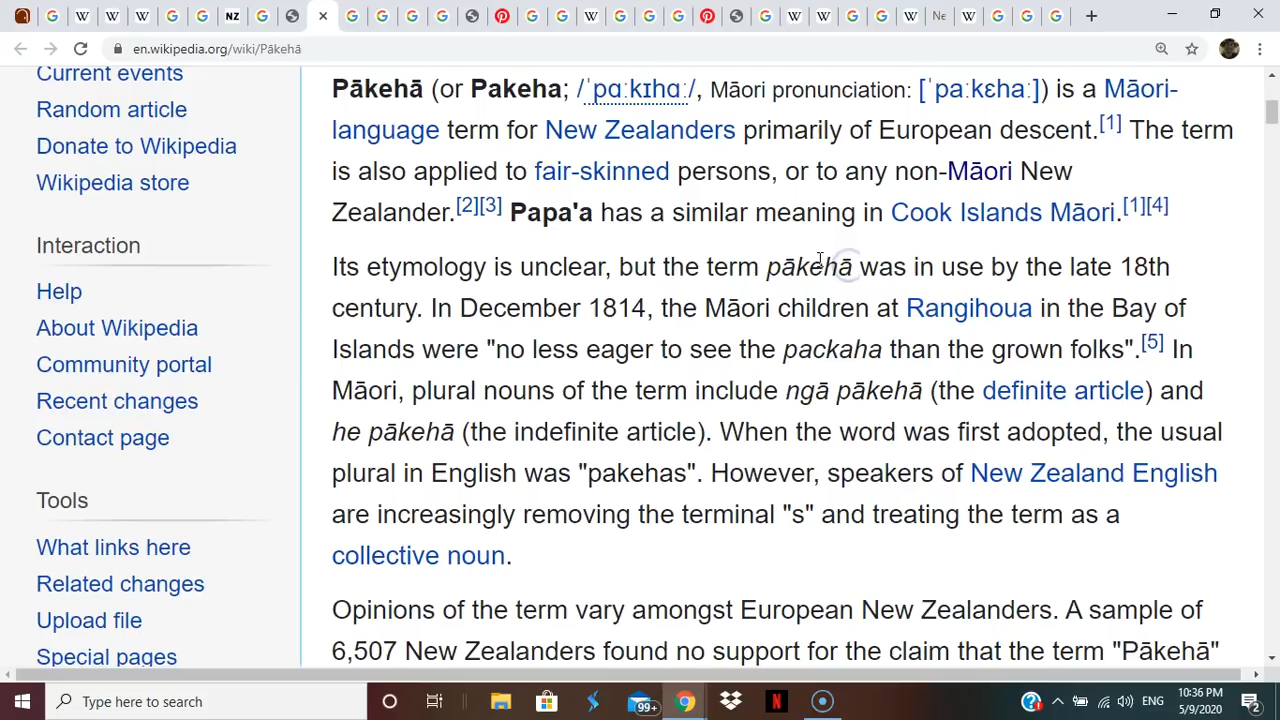 NZ
Ne
en.wikipedia.org/wiki/Pākehā
Current events
Random article
Donate to Wikipedia
Wikipedia store
Interaction
Help
About Wikipedia
Community portal
Recent changes
Contact page
Tools
What links here
Related changes
Upload file
Special pages
Pākehā (or Pakeha; /ˈpɑːkɪhɑː/, Māori pronunciation: [ˈpaːkɛhaː]) is a Māori-
language term for New Zealanders primarily of European descent.[1] The term
is also applied to fair-skinned persons, or to any non-Māori New
Zealander.[2][3] Papa'a has a similar meaning in Cook Islands Māori.[1][4]
Its etymology is unclear, but the term pākehā was in use by the late 18th
century. In December 1814, the Māori children at Rangihoua in the Bay of
Islands were "no less eager to see the packaha than the grown folks".[5] In
Māori, plural nouns of the term include ngā pākehā (the definite article) and
he pākehā (the indefinite article). When the word was first adopted, the usual
plural in English was "pakehas". However, speakers of New Zealand English
are increasingly removing the terminal "s" and treating the term as a
collective noun.
Opinions of the term vary amongst European New Zealanders. A sample of
6,507 New Zealanders found no support for the claim that the term "Pākehā"
Type here to search
99+
N
ENG
10:36 PM
5/9/2020
2